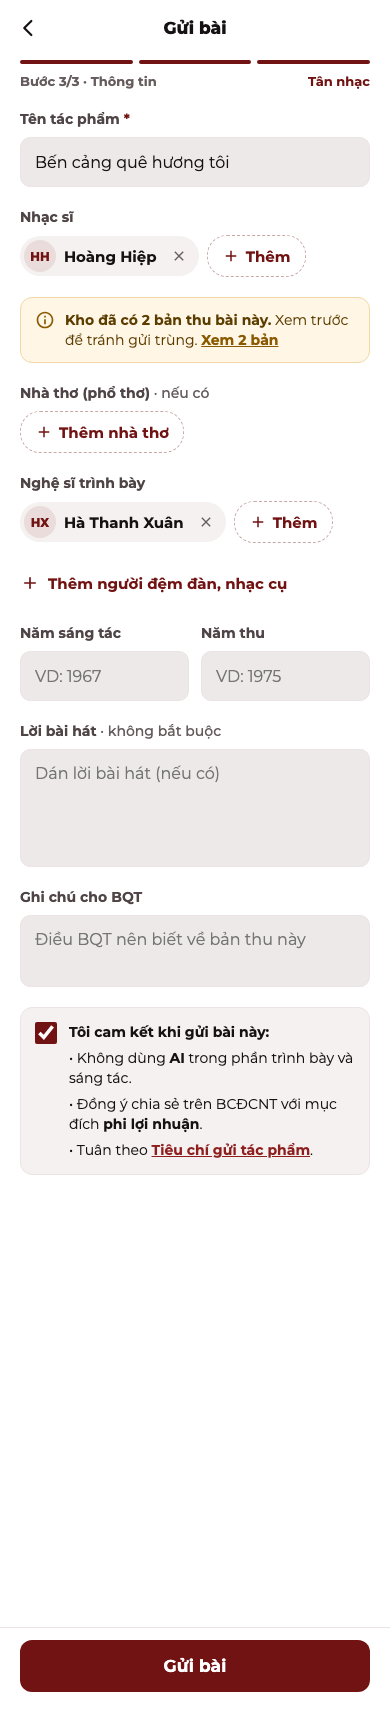 Gửi bài
Bước 3/3 · Thông tin
Tân nhạc
Tên tác phẩm *
Bến cảng quê hương tôi
Nhạc sĩ
HH Hoàng Hiệp × + Thêm
Kho đã có 2 bản thu bài này. Xem trước
để tránh gửi trùng. Xem 2 bản
Nhà thơ (phổ thơ) · nếu có
+ Thêm nhà thơ
Nghệ sĩ trình bày
HX Hà Thanh Xuân × + Thêm
+ Thêm người đệm đàn, nhạc cụ
Năm sáng tác
Năm thu
VD: 1967
VD: 1975
Lời bài hát · không bắt buộc
Dán lời bài hát (nếu có)
Ghi chú cho BQT
Điều BQT nên biết về bản thu này
Tôi cam kết khi gửi bài này:
• Không dùng AI trong phần trình bày và
sáng tác.
• Đồng ý chia sẻ trên BCĐCNT với mục
đích phi lợi nhuận.
• Tuân theo Tiêu chí gửi tác phẩm.
Gửi bài